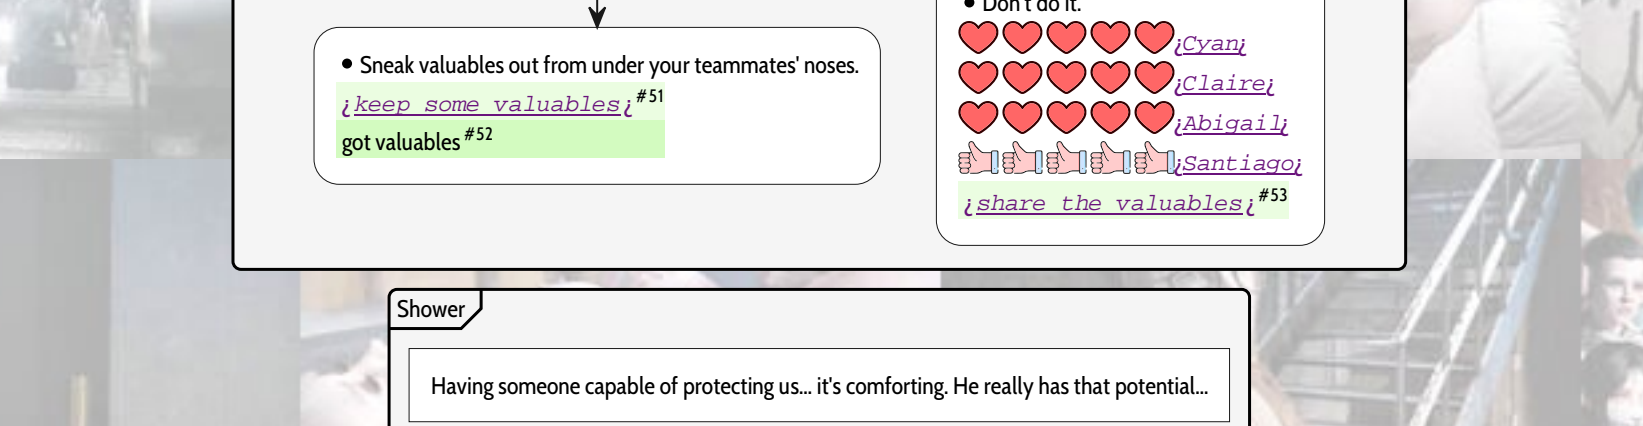 • Don't do it.
• Sneak valuables out from under your teammates' noses.
¿keep some valuables¿ #51
got valuables #52
¿Cyan¿
¿Claire¿
¿Abigail¿
¿Santiago¿
¿share the valuables¿ #53
Shower
Having someone capable of protecting us... it's comforting. He really has that potential...